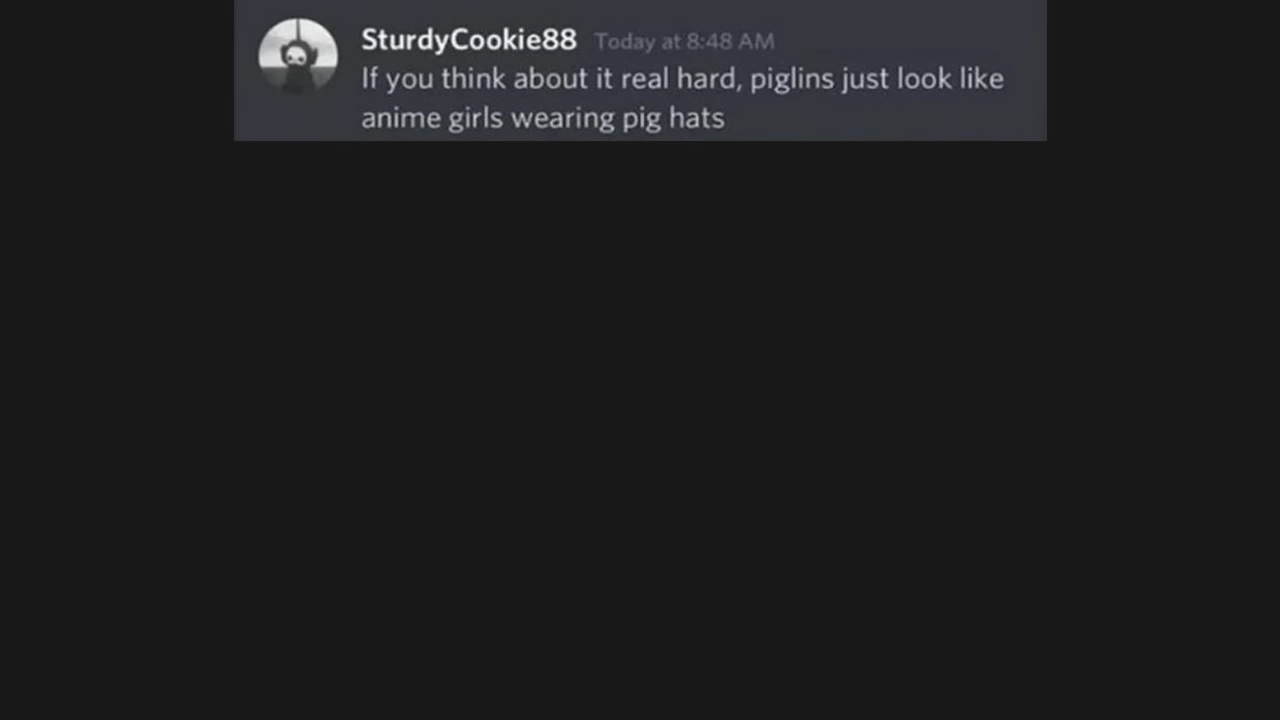 SturdyCookie88 Today at 8:48 AM
If you think about it real hard, piglins just look like
anime girls wearing pig hats